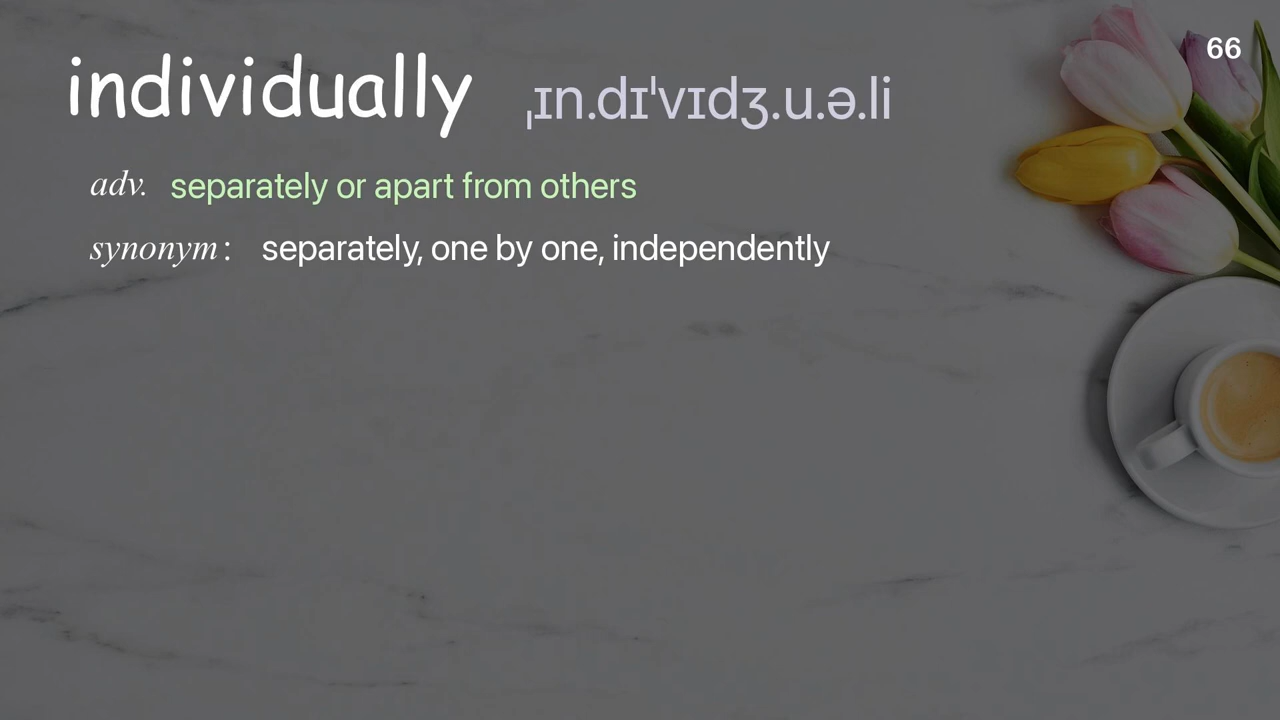 66
individually ˌɪn.dɪˈvɪdʒ.u.ə.li
adv. separately or apart from others
synonym : separately, one by one, independently